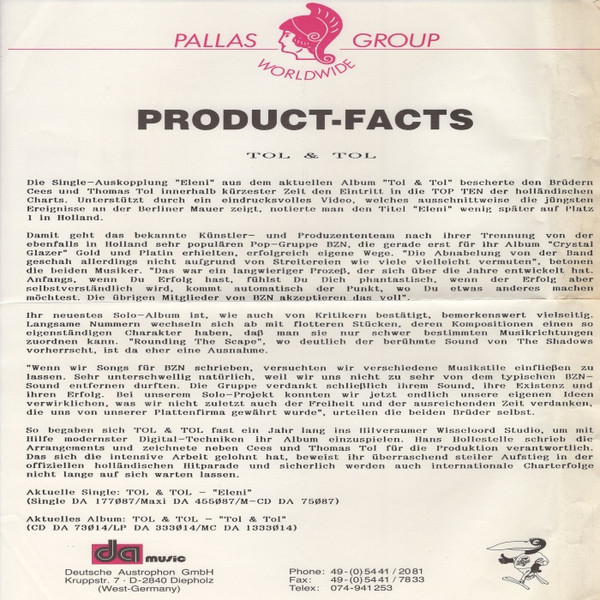 PALLAS GROUP
WORLDWIDE
PRODUCT-FACTS
TOL & TOL
Die Single-Auskopplung "Eleni" aus dem aktuellen Album "Tol & Tol" bescherte den Brüdern
Cees und Thomas Tol innerhalb kürzester Zeit den Eintritt in die TOP TEN der holländischen
Charts. Unterstützt durch ein eindrucksvolles Video, welches ausschnittweise die jüngsten
Ereignisse an der Berliner Mauer zeigt, notierte man den Titel "Eleni" wenig später auf Platz
1 in Holland.
Damit geht das bekannte Künstler- und Produzententeam nach ihrer Trennung von der
ebenfalls in Holland sehr populären Pop-Gruppe BZN, die gerade erst für ihr Album "Crystal
Glazer" Gold und Platin erhielten, erfolgreich eigene Wege. "Die Abnabelung von der Band
geschah allerdings nicht aufgrund von Streitereien wie viele vielleicht vermuten", betonen
die beiden Musiker. "Das war ein langwieriger Prozeß, der sich über die Jahre entwickelt hat.
Anfangs, wenn Du Erfolg hast, fühlst Du Dich phantastisch, wenn der Erfolg aber
selbstverständlich wird, kommt automatisch der Punkt, wo Du etwas anderes machen
möchtest. Die übrigen Mitglieder von BZN akzeptieren das voll".
Ihr neuestes Solo-Album ist, wie auch von Kritikern bestätigt, bemerkenswert vielseitig.
Langsame Nummern wechseln sich ab mit flotteren Stücken, deren Kompositionen einen so
eigenständigen Charakter haben, daß man sie nur schwer bestimmten Musikrichtungen
zuordnen kann. "Rounding The Scape", wo deutlich der berühmte Sound von The Shadows
vorherrscht, ist da eher eine Ausnahme.
"Wenn wir Songs für BZN schrieben, versuchten wir verschiedene Musikstile einfließen zu
lassen. Sehr unterschwellig natürlich, weil wir uns nicht zu sehr von dem typischen BZN-
Sound entfernen durften. Die Gruppe verdankt schließlich ihrem Sound, ihre Existenz und
ihren Erfolg. Bei unserem Solo-Projekt konnten wir jetzt endlich unsere eigenen Ideen
verwirklichen, was wir nicht zuletzt auch der Freiheit und der ausreichenden Zeit verdanken,
die uns von unserer Plattenfirma gewährt wurde", urteilen die beiden Brüder selbst.
So begaben sich TOL & TOL fast ein Jahr lang ins Hilversumer Wisseloord Studio, um mit
Hilfe modernster Digital-Techniken ihr Album einzuspielen. Hans Hollestelle schrieb die
Arrangements und zeichnete neben Cees und Thomas Tol für die Produktion verantwortlich.
Das sich die intensive Arbeit gelohnt hat, beweist ihr überraschend steiler Aufstieg in der
offiziellen holländischen Hitparade und sicherlich werden auch internationale Charterfolge
nicht lange auf sich warten lassen.
Aktuelle Single: TOL & TOL - "Eleni"
(Single DA 177087/Maxi DA 455087/M-CD DA 75087)
Aktuelles Album: TOL & TOL - "Tol & Tol"
(CD DA 73014/LP DA 333014/MC DA 1333014)
da music
Deutsche Austrophon GmbH
Kruppstr. 7 · D-2840 Diepholz
(West-Germany)
Phone: 49-(0)5441/2081
Fax: 49-(0)5441/7833
Telex: 074-941253